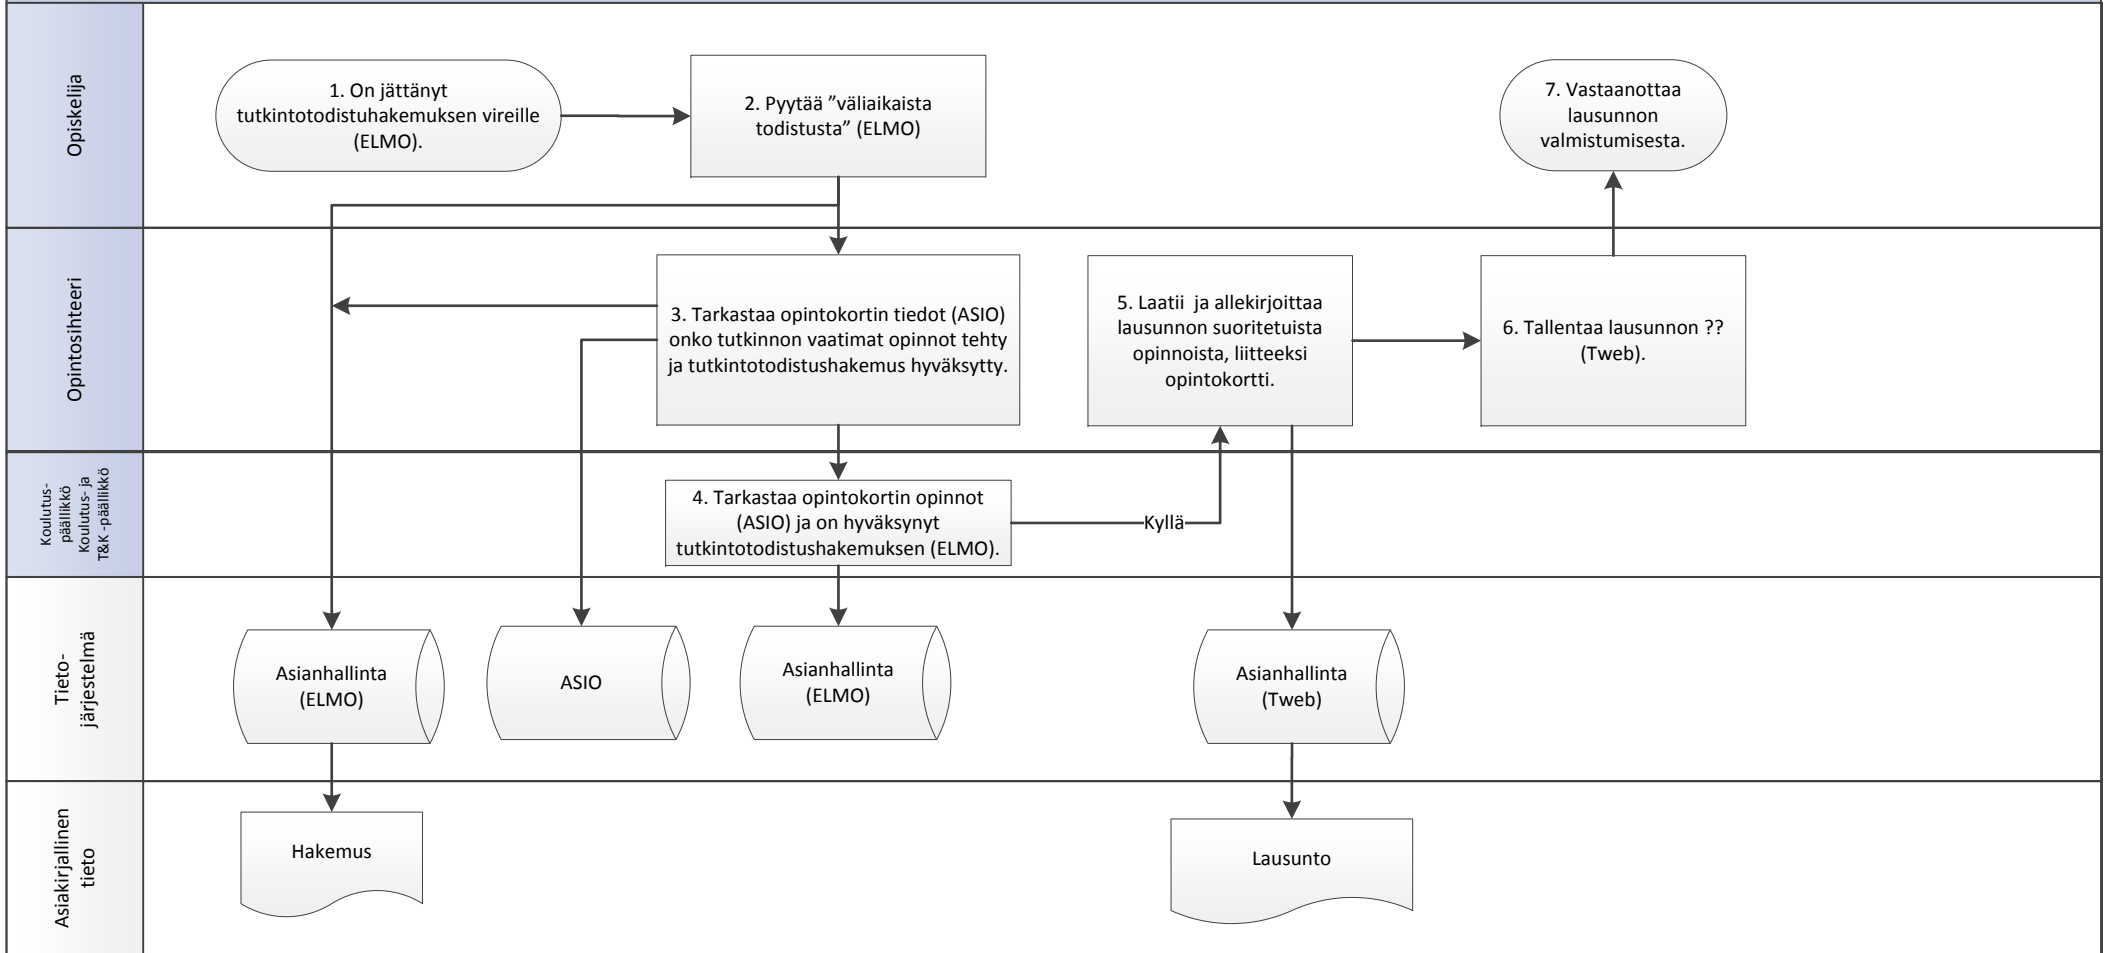 Opiskelija
1. On jättänyt
tutkintotodistuhakemuksen vireille
(ELMO).
2. Pyytää ”väliaikaista
todistusta” (ELMO)
7. Vastaanottaa
lausunnon
valmistumisesta.
Opintosihteeri
3. Tarkastaa opintokortin tiedot (ASIO)
onko tutkinnon vaatimat opinnot tehty
ja tutkintotodistushakemus hyväksytty.
5. Laatii ja allekirjoittaa
lausunnon suoritetuista
opinnoista, liitteeksi
opintokortti.
6. Tallentaa lausunnon ??
(Tweb).
Koulutus-
päällikkö
Koulutus- ja
T&K -päällikkö
4. Tarkastaa opintokortin opinnot
(ASIO) ja on hyväksynyt
tutkintotodistushakemuksen (ELMO).
Kyllä
Tieto-
järjestelmä
Asianhallinta
(ELMO)
ASIO
Asianhallinta
(ELMO)
Asianhallinta
(Tweb)
Asiakirjallinen
tieto
Hakemus
Lausunto